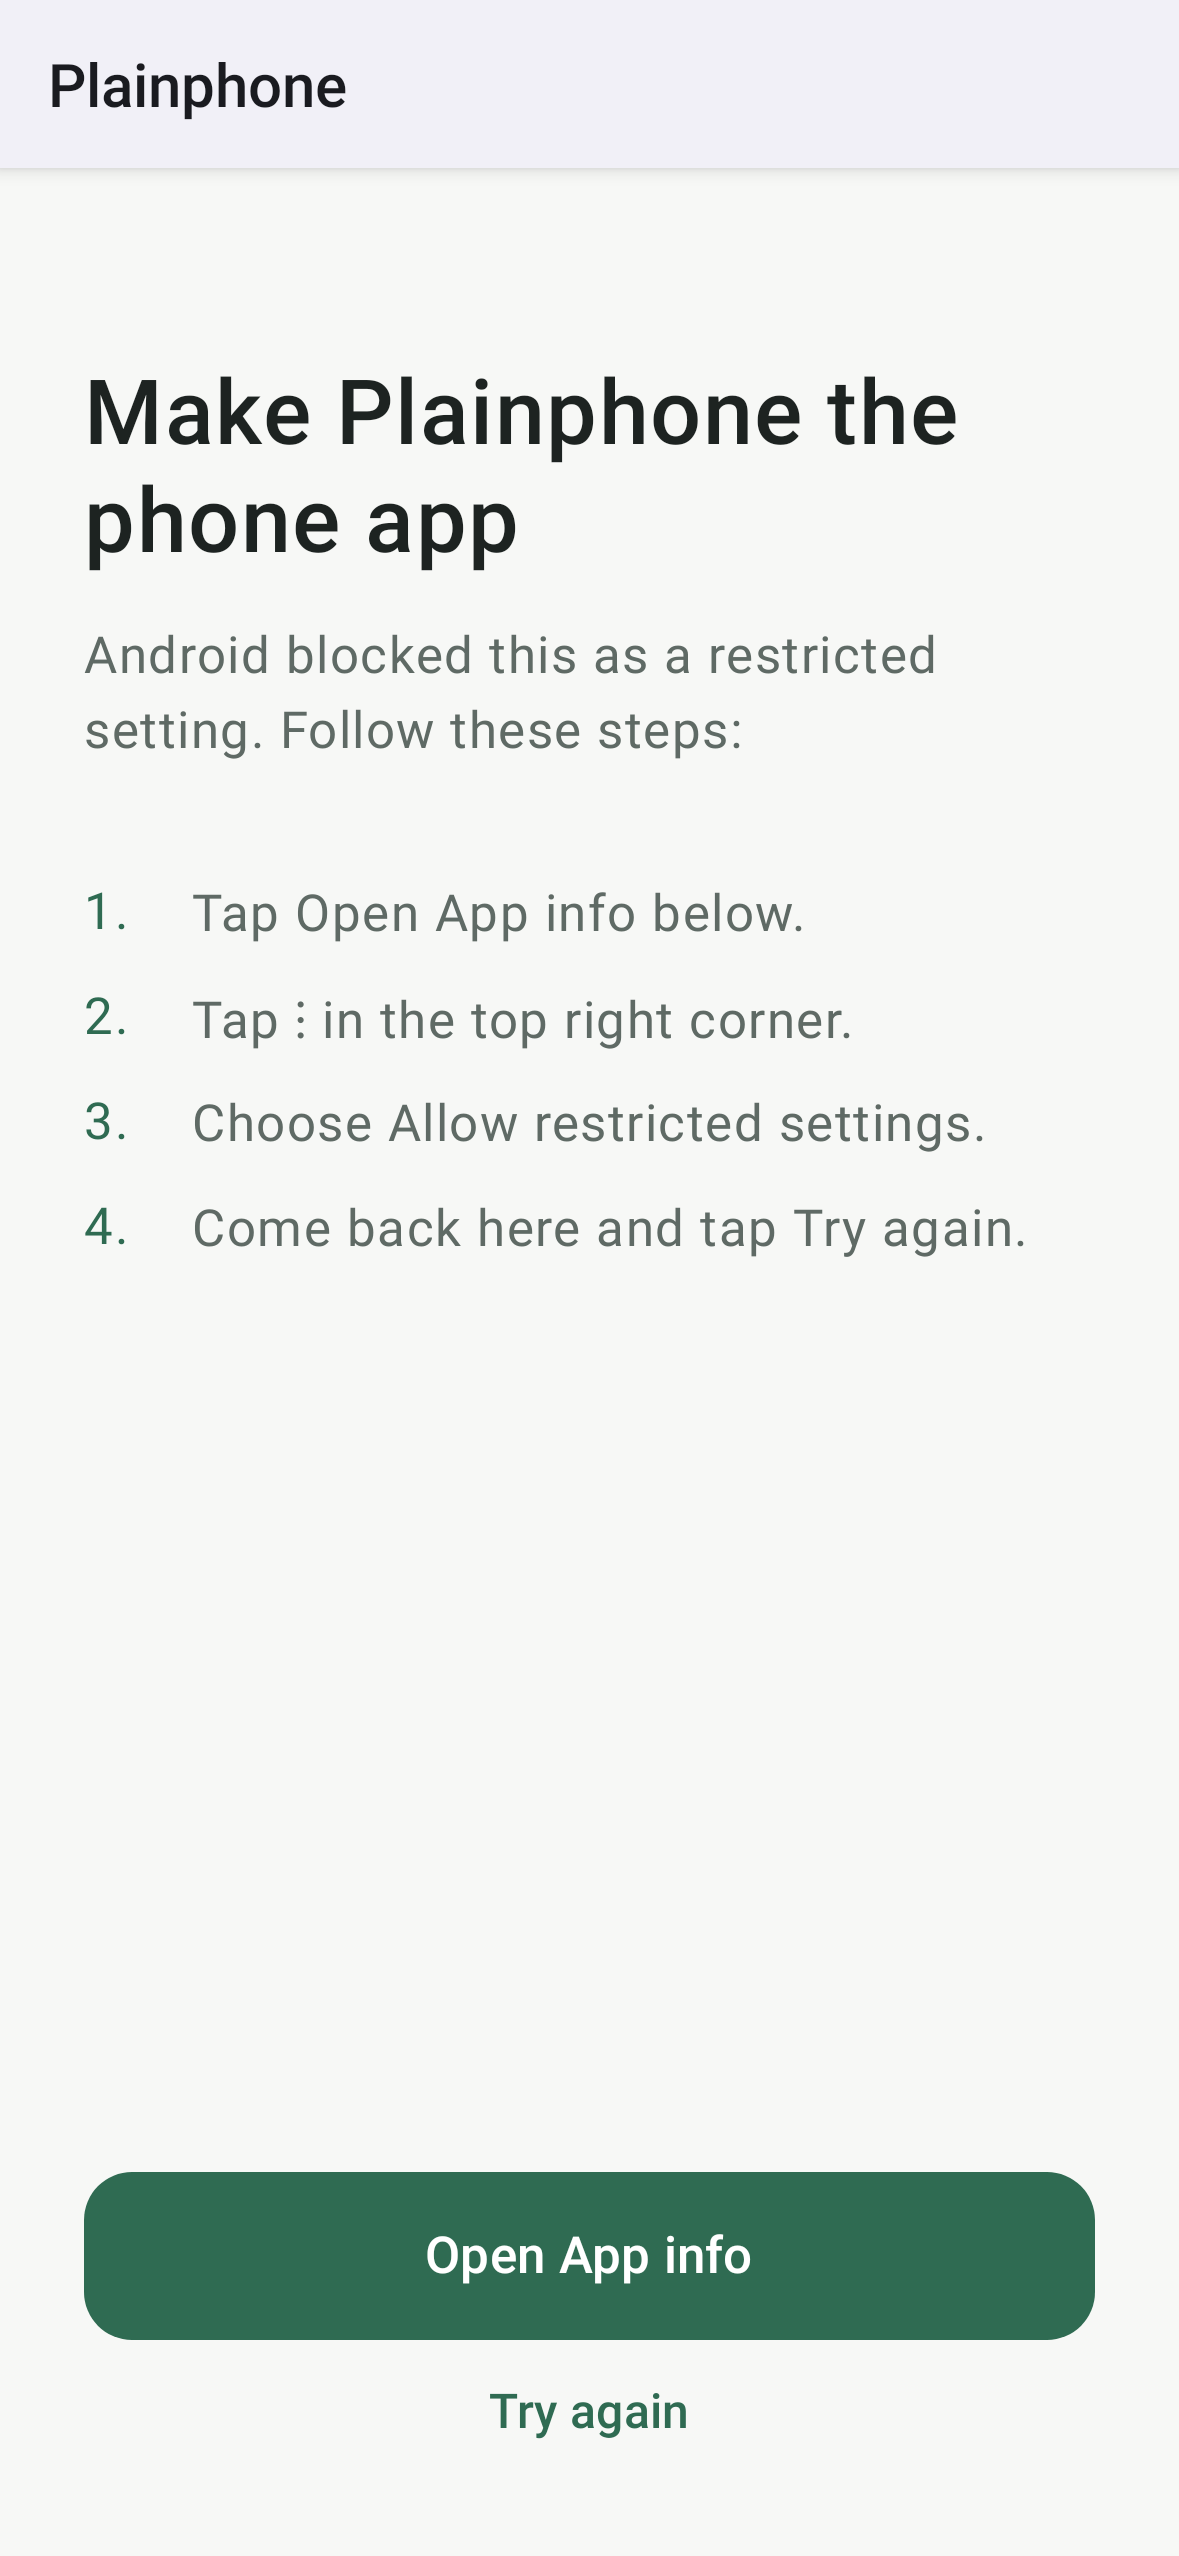 Plainphone
Make Plainphone the
phone app
Android blocked this as a restricted
setting. Follow these steps:
1. Tap Open App info below.
2. Tap ⋮ in the top right corner.
3. Choose Allow restricted settings.
4. Come back here and tap Try again.
Open App info
Try again